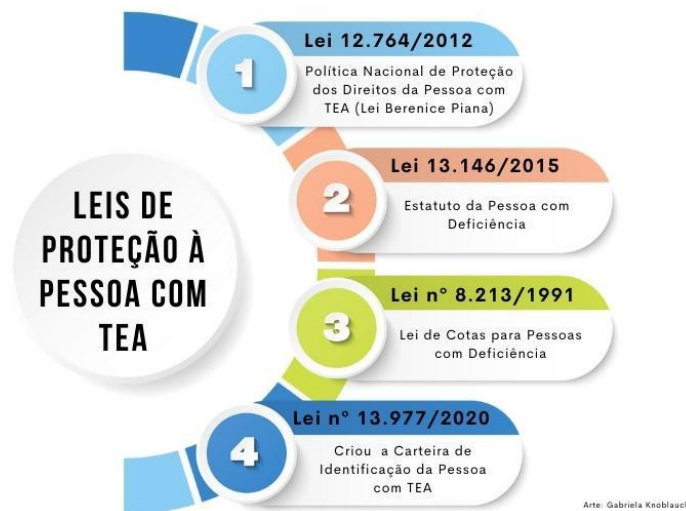 LEIS DE
PROTEÇÃO À
PESSOA COM
TEA
1
Lei 12.764/2012
Política Nacional de Proteção
dos Direitos da Pessoa com
TEA (Lei Berenice Piana)
2
Lei 13.146/2015
Estatuto da Pessoa com
Deficiência
3
Lei nº 8.213/1991
Lei de Cotas para Pessoas
com Deficiência
4
Lei nº 13.977/2020
Criou a Carteira de
Identificação da Pessoa
com TEA
Arte: Gabriela Knoblauch